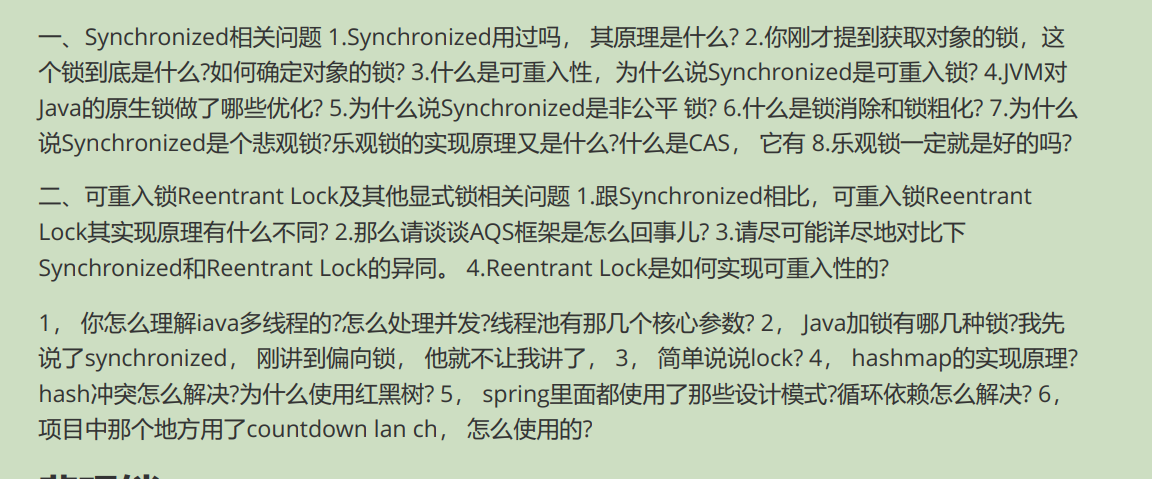 一、Synchronized相关问题 1.Synchronized用过吗， 其原理是什么? 2.你刚才提到获取对象的锁，这
个锁到底是什么?如何确定对象的锁? 3.什么是可重入性，为什么说Synchronized是可重入锁? 4.JVM对
Java的原生锁做了哪些优化? 5.为什么说Synchronized是非公平 锁? 6.什么是锁消除和锁粗化? 7.为什么
说Synchronized是个悲观锁?乐观锁的实现原理又是什么?什么是CAS， 它有 8.乐观锁一定就是好的吗?
二、可重入锁Reentrant Lock及其他显式锁相关问题 1.跟Synchronized相比，可重入锁Reentrant
Lock其实现原理有什么不同? 2.那么请谈谈AQS框架是怎么回事儿? 3.请尽可能详尽地对比下
Synchronized和Reentrant Lock的异同。 4.Reentrant Lock是如何实现可重入性的?
1， 你怎么理解iava多线程的?怎么处理并发?线程池有那几个核心参数? 2， Java加锁有哪几种锁?我先
说了synchronized， 刚讲到偏向锁， 他就不让我讲了， 3， 简单说说lock? 4， hashmap的实现原理?
hash冲突怎么解决?为什么使用红黑树? 5， spring里面都使用了那些设计模式?循环依赖怎么解决? 6，
项目中那个地方用了countdown lan ch， 怎么使用的?